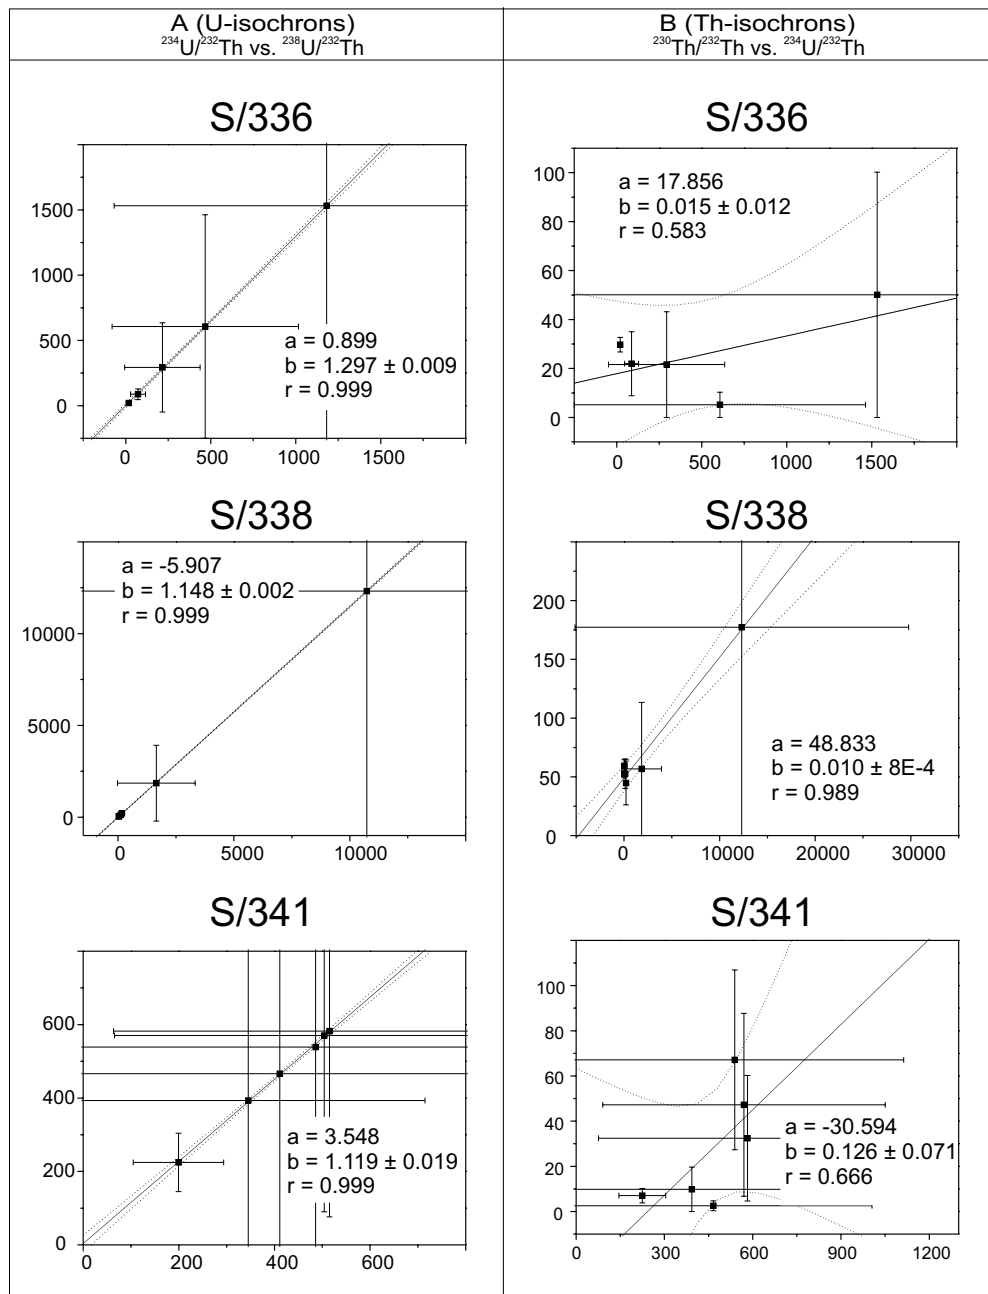 A (U-isochrons)
²³⁴U/²³²Th vs. ²³⁸U/²³²Th
B (Th-isochrons)
²³⁰Th/²³²Th vs. ²³⁴U/²³²Th
S/336
1500
1000
500
0
a = 0.899
b = 1.297 ± 0.009
r = 0.999
0 500 1000 1500
S/336
100
80
60
40
20
0
a = 17.856
b = 0.015 ± 0.012
r = 0.583
0 500 1000 1500
S/338
a = -5.907
b = 1.148 ± 0.002
r = 0.999
10000
5000
0
0 5000 10000
S/338
200
150
100
50
0
a = 48.833
b = 0.010 ± 8E-4
r = 0.989
0 10000 20000 30000
S/341
600
400
200
0
a = 3.548
b = 1.119 ± 0.019
r = 0.999
0 200 400 600
S/341
100
80
60
40
20
0
a = -30.594
b = 0.126 ± 0.071
r = 0.666
0 300 600 900 1200